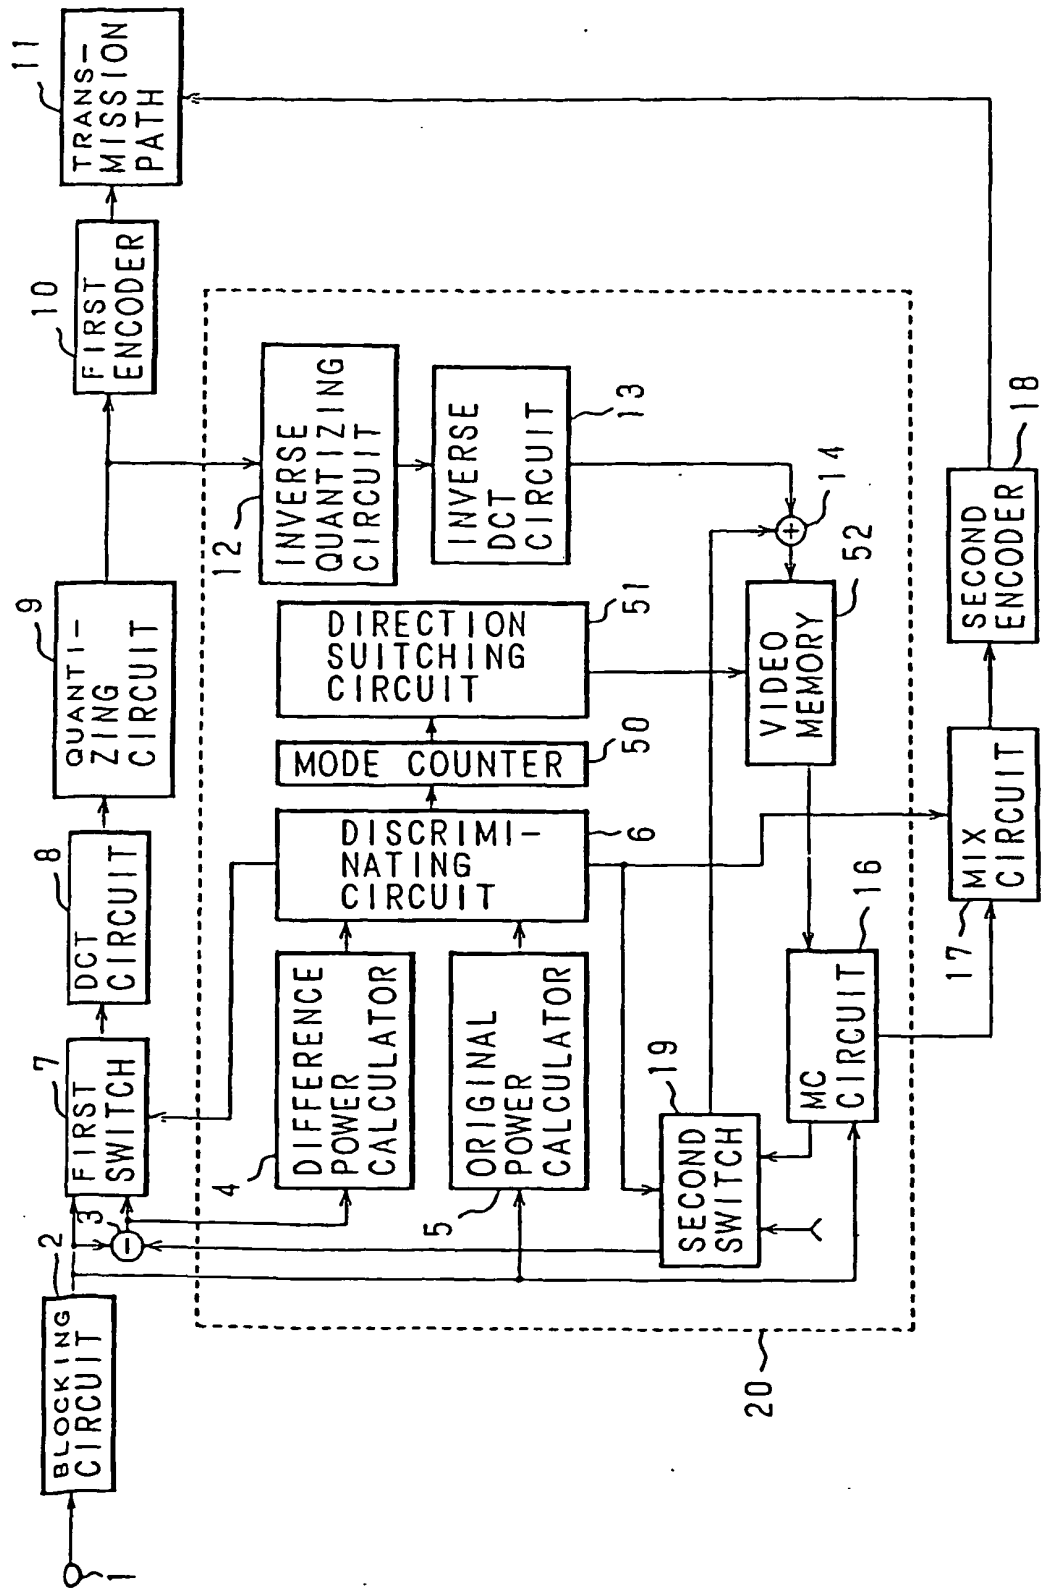 1
2
BLOCKING
CIRCUIT
3
7
FIRST
SWITCH
8
DCT
CIRCUIT
9
QUANTI-
ZING
CIRCUIT
10
FIRST
ENCODER
11
TRANS-
MISSION
PATH
4
DIFFERENCE
POWER
CALCULATOR
5
ORIGINAL
POWER
CALCULATOR
DISCRIMI-
NATING
CIRCUIT
6
MODE COUNTER
50
DIRECTION
SUITCHING
CIRCUIT
51
12
INVERSE
QUANTIZING
CIRCUIT
INVERSE
DCT
CIRCUIT
13
14
19
SECOND
SWITCH
VIDEO
MEMORY
52
MC
CIRCUIT
16
20
17
MIX
CIRCUIT
SECOND
ENCODER
18